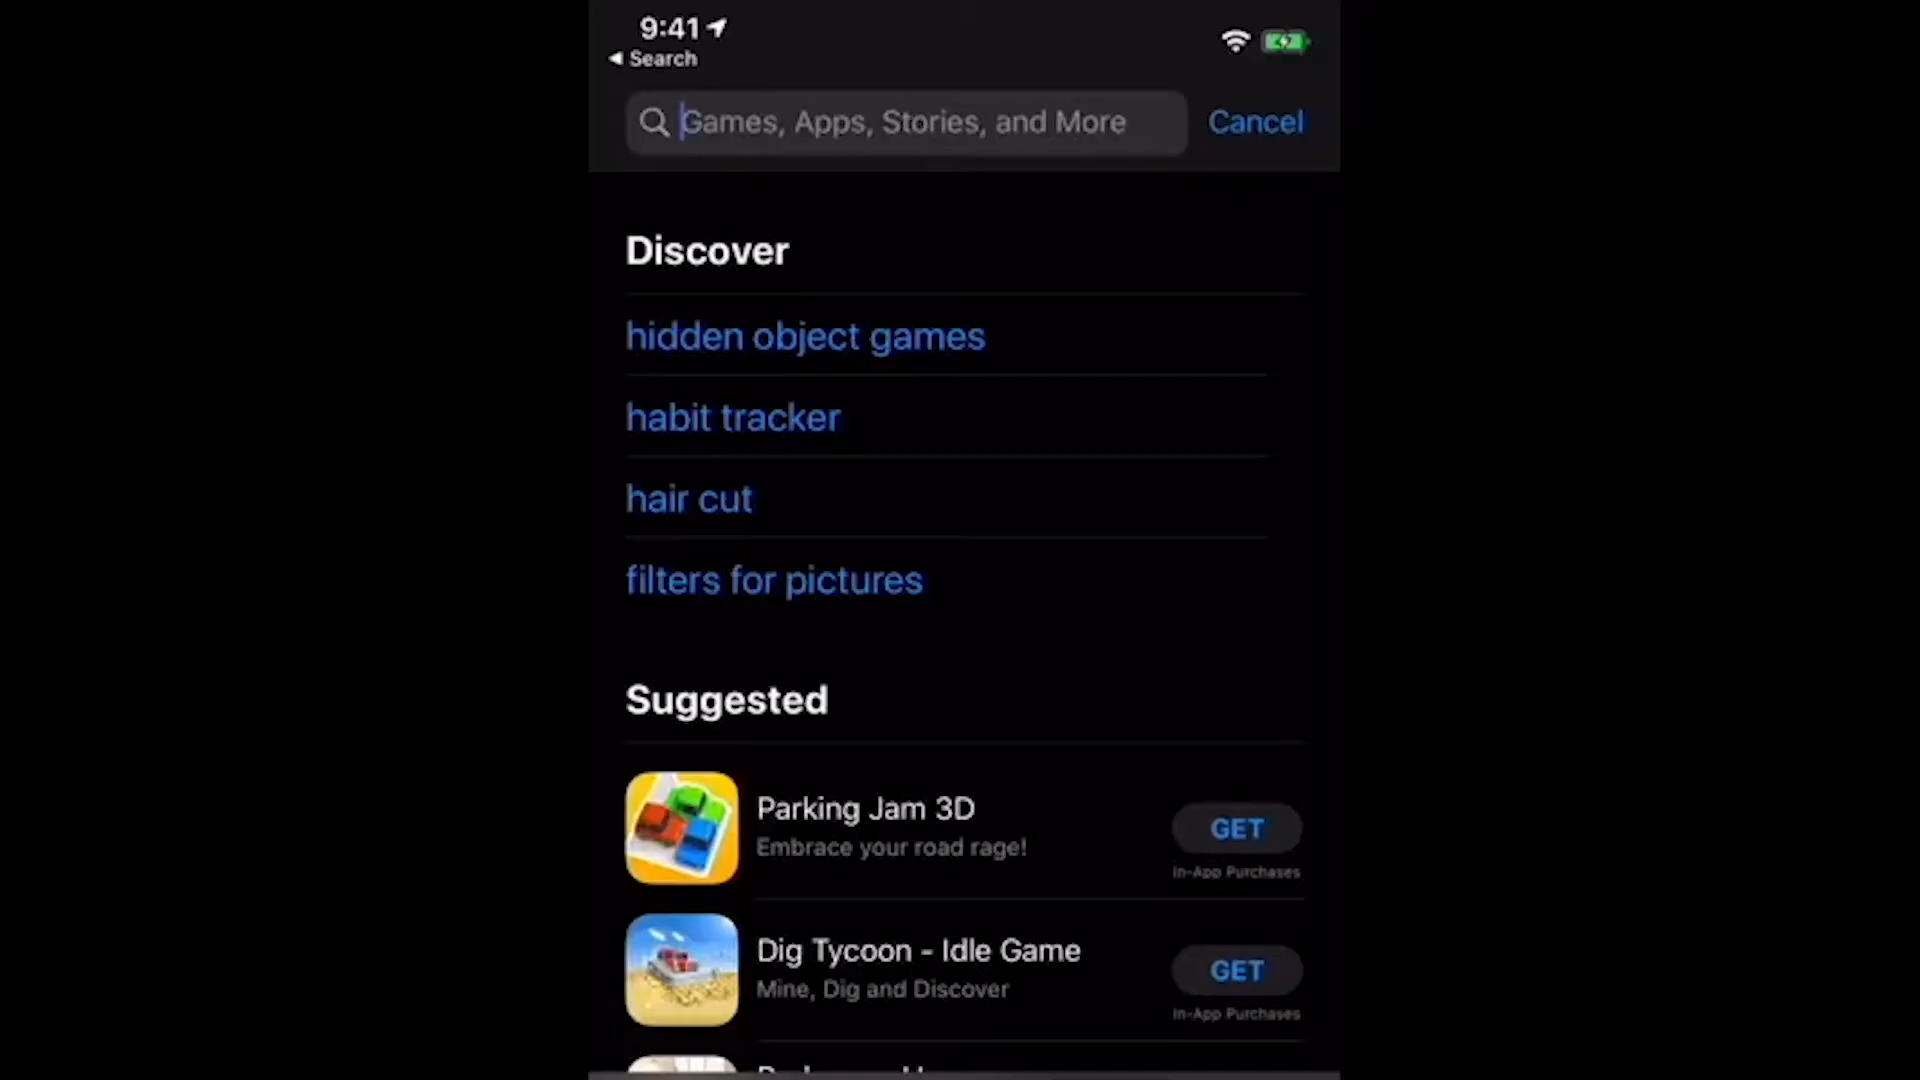 9:41
Search
Games, Apps, Stories, and More
Cancel
Discover
hidden object games
habit tracker
hair cut
filters for pictures
Suggested
Parking Jam 3D
Embrace your road rage!
GET
In-App Purchases
Dig Tycoon - Idle Game
Mine, Dig and Discover
GET
In-App Purchases